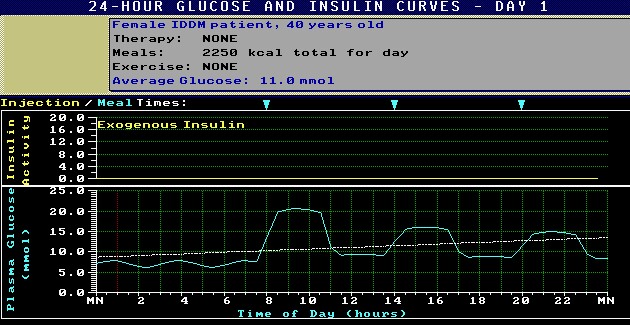 24-HOUR GLUCOSE AND INSULIN CURVES - DAY 1
Female IDDM patient, 40 years old
Therapy: NONE
Meals: 2250 kcal total for day
Exercise: NONE
Average Glucose: 11.0 mmol
Injection / Meal Times:
Insulin Activity
20.0
16.0
12.0
8.0
4.0
0.0
Exogenous Insulin
Plasma Glucose (mmol)
25.0
20.0
15.0
10.0
5.0
0.0
MN 2 4 6 8 10 12 14 16 18 20 22 MN
Time of Day (hours)